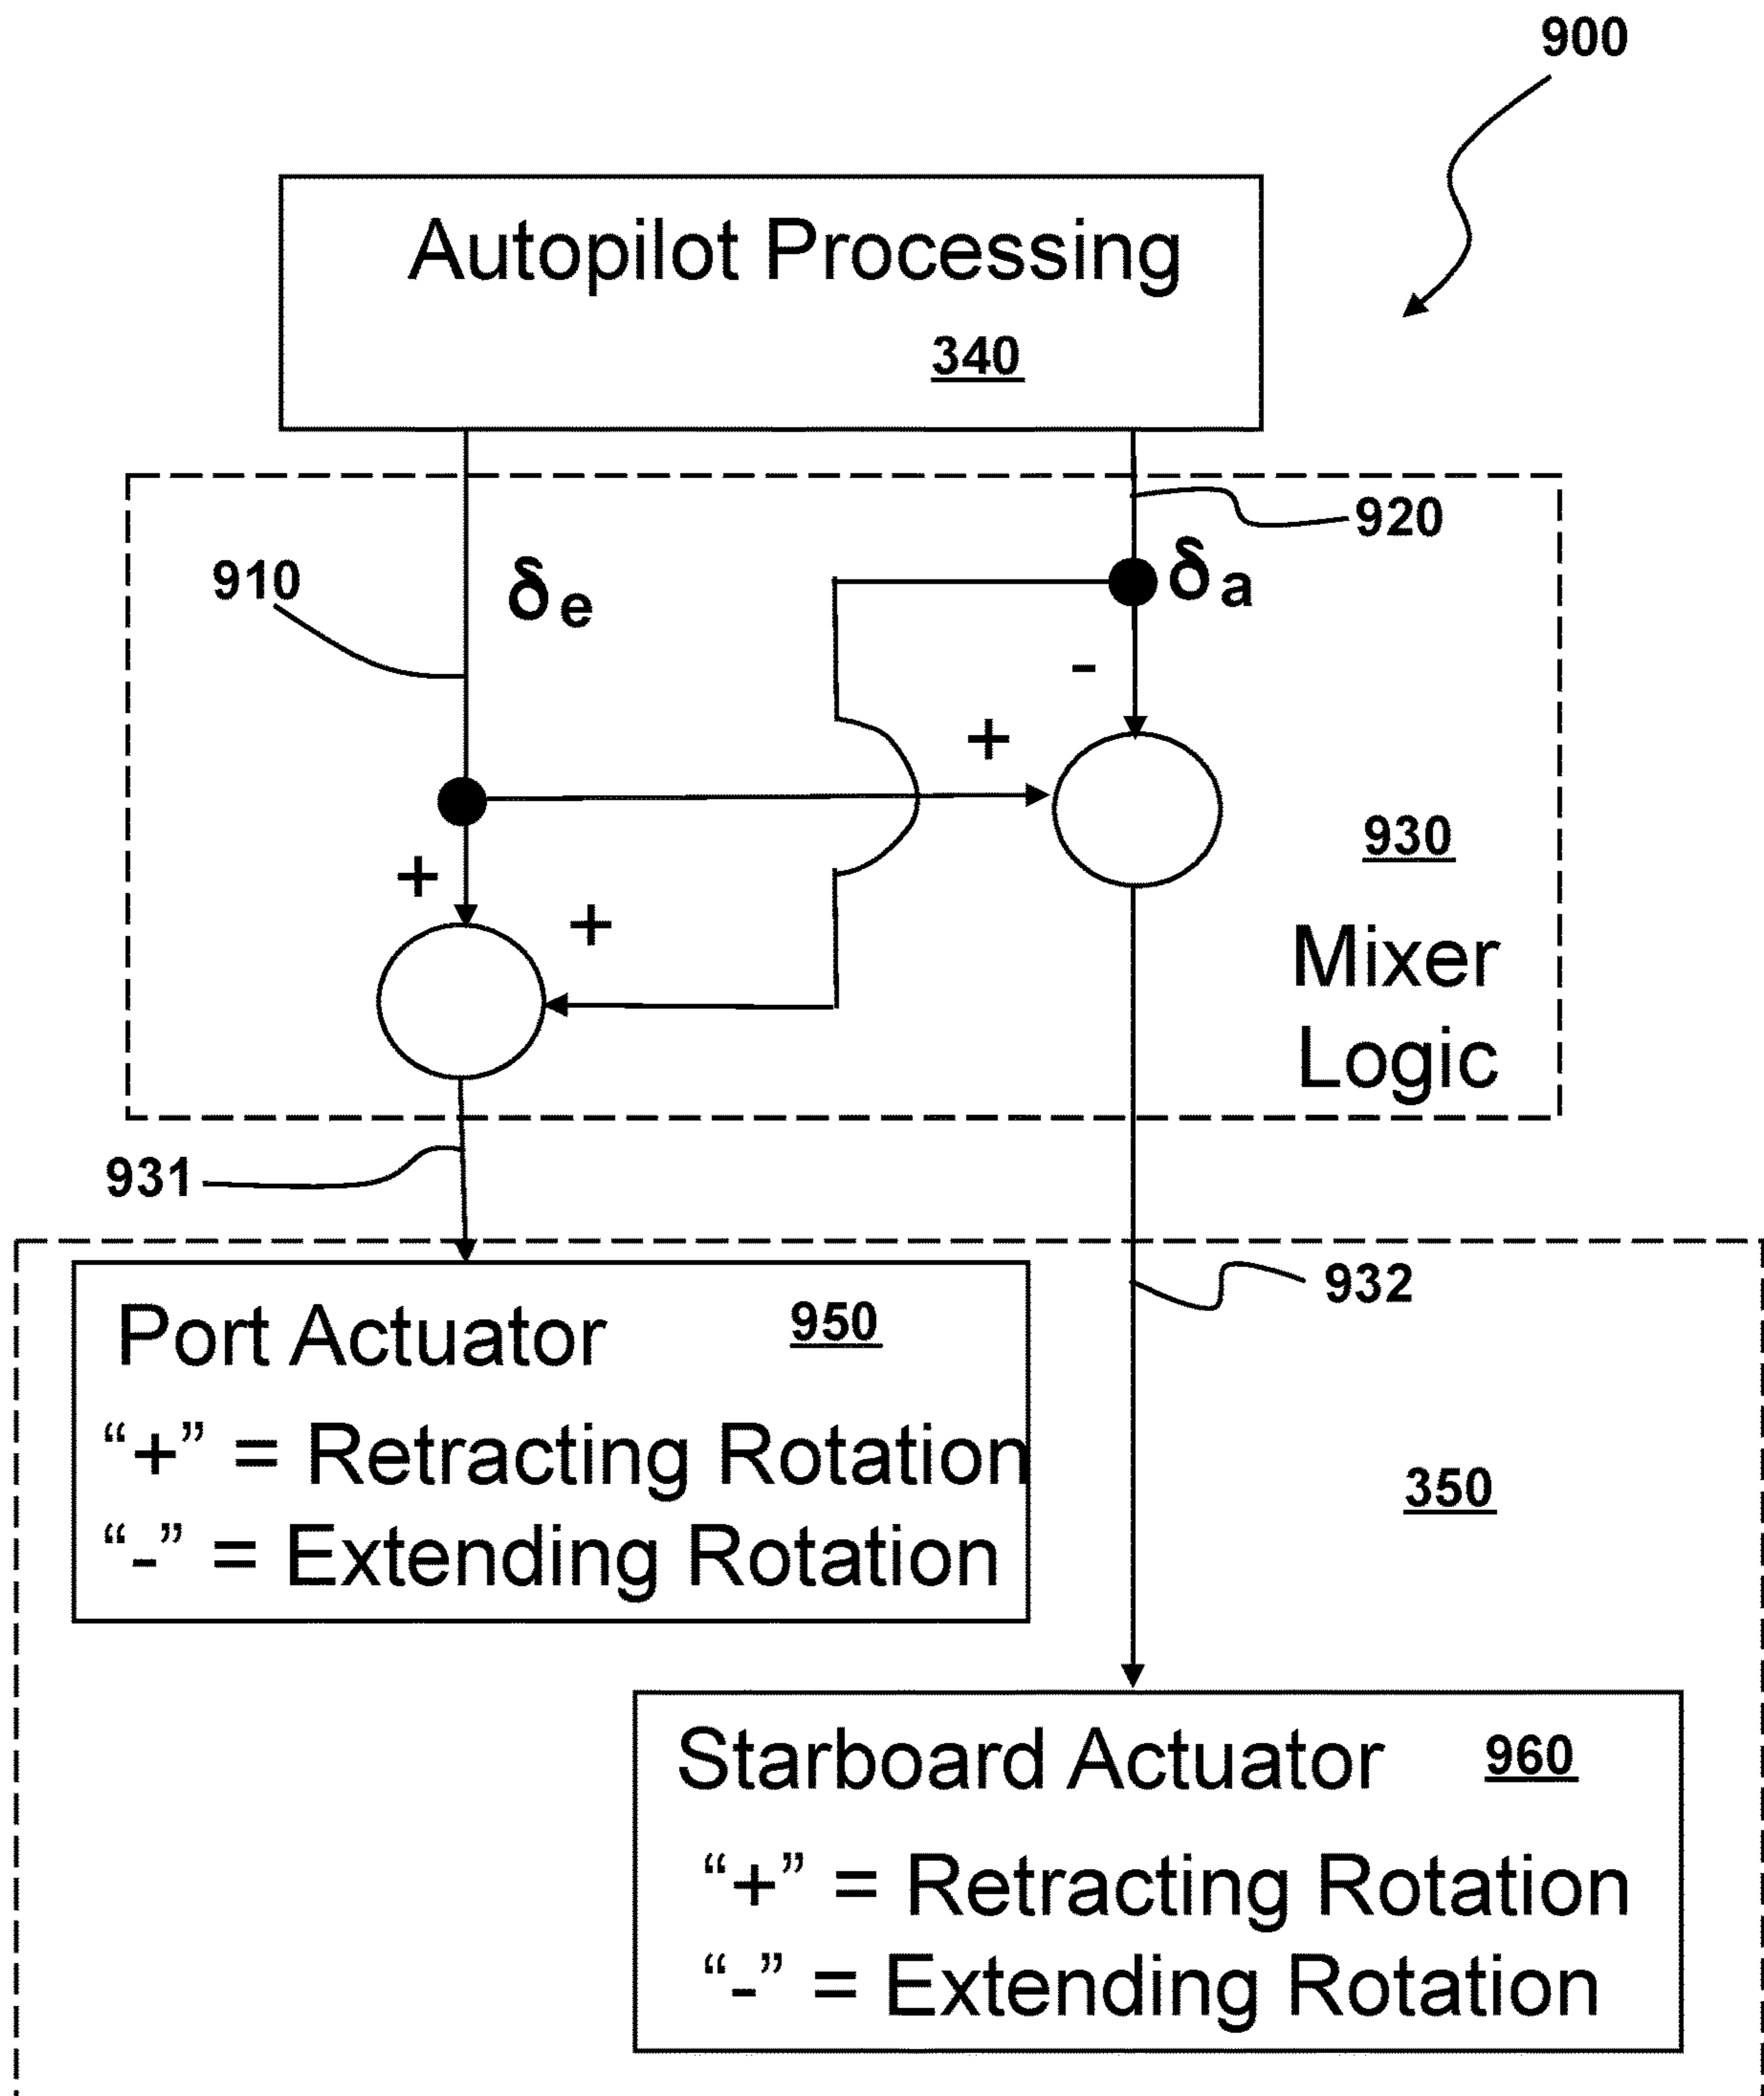 900
Autopilot Processing
340
920
910
δe
δa
-
+
930
+
+
Mixer
Logic
931
932
Port Actuator 950
“+” = Retracting Rotation
“-” = Extending Rotation
350
Starboard Actuator 960
“+” = Retracting Rotation
“-” = Extending Rotation